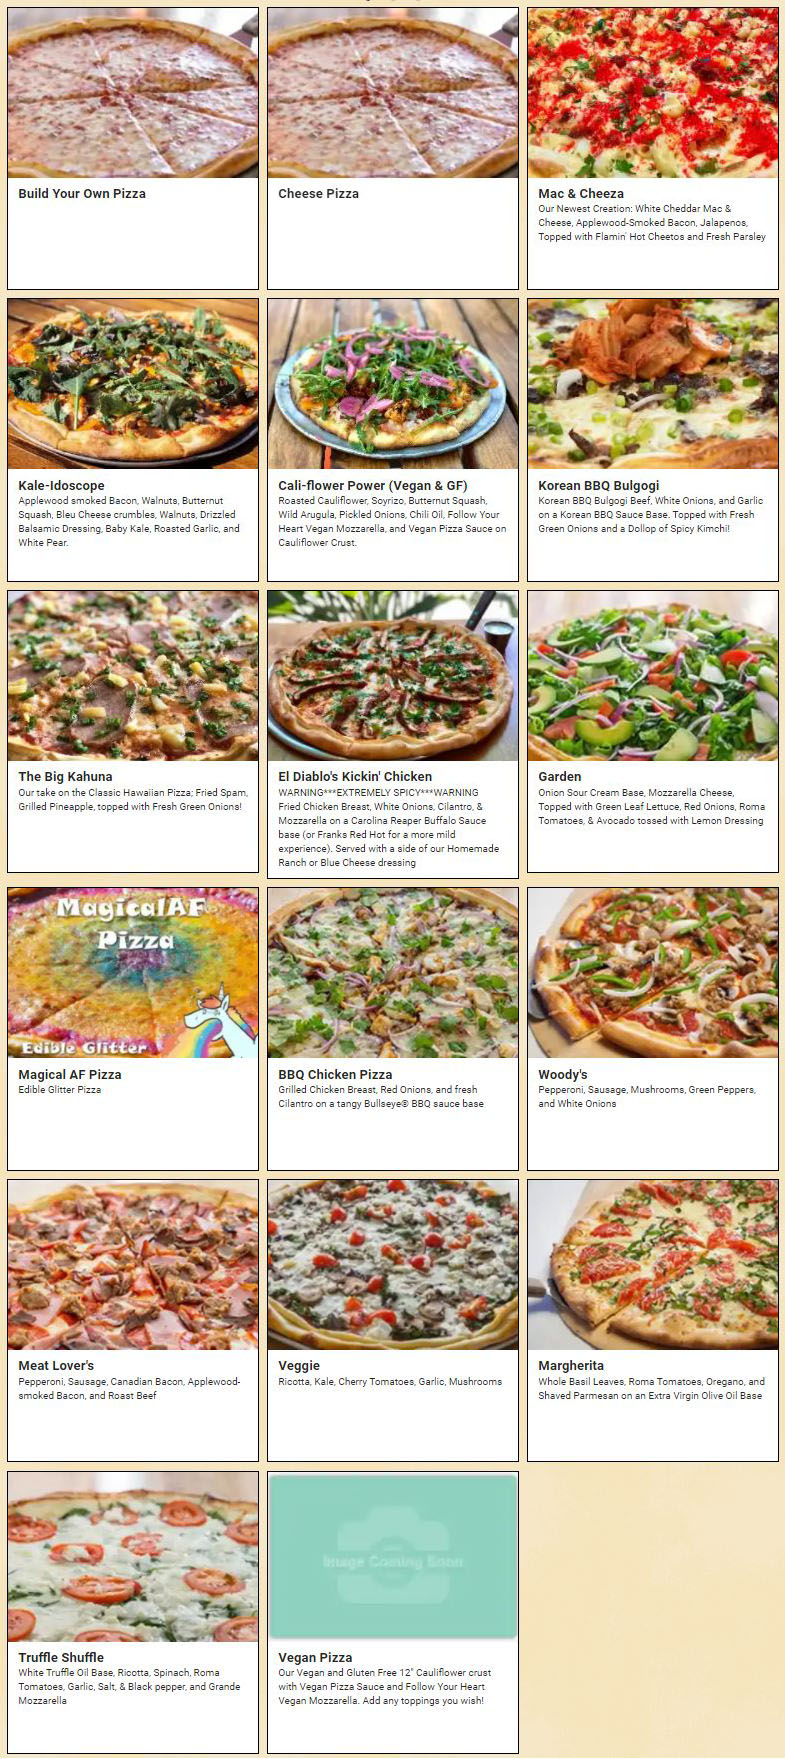 Build Your Own Pizza
Cheese Pizza
Mac & Cheeza
Our Newest Creation: White Cheddar Mac &
Cheese, Applewood-Smoked Bacon, Jalapenos,
Topped with Flamin' Hot Cheetos and Fresh Parsley
Kale-Idoscope
Applewood smoked Bacon, Walnuts, Butternut
Squash, Bleu Cheese crumbles, Walnuts, Drizzled
Balsamic Dressing, Baby Kale, Roasted Garlic, and
White Pear.
Cali-flower Power (Vegan & GF)
Roasted Cauliflower, Soyrizo, Butternut Squash,
Wild Arugula, Pickled Onions, Chili Oil, Follow Your
Heart Vegan Mozzarella, and Vegan Pizza Sauce on
Cauliflower Crust.
Korean BBQ Bulgogi
Korean BBQ Bulgogi Beef, White Onions, and Garlic
on a Korean BBQ Sauce Base. Topped with Fresh
Green Onions and a Dollop of Spicy Kimchi!
The Big Kahuna
Our take on the Classic Hawaiian Pizza; Fried Spam,
Grilled Pineapple, topped with Fresh Green Onions!
El Diablo's Kickin' Chicken
WARNING***EXTREMELY SPICY***WARNING
Fried Chicken Breast, White Onions, Cilantro, &
Mozzarella on a Carolina Reaper Buffalo Sauce
base (or Franks Red Hot for a more mild
experience). Served with a side of our Homemade
Ranch or Blue Cheese dressing
Garden
Onion Sour Cream Base, Mozzarella Cheese,
Topped with Green Leaf Lettuce, Red Onions, Roma
Tomatoes, & Avocado tossed with Lemon Dressing
MagicalAF
Pizza
Edible Glitter
Magical AF Pizza
Edible Glitter Pizza
BBQ Chicken Pizza
Grilled Chicken Breast, Red Onions, and fresh
Cilantro on a tangy Bullseye® BBQ sauce base
Woody's
Pepperoni, Sausage, Mushrooms, Green Peppers,
and White Onions
Meat Lover's
Pepperoni, Sausage, Canadian Bacon, Applewood-
smoked Bacon, and Roast Beef
Veggie
Ricotta, Kale, Cherry Tomatoes, Garlic, Mushrooms
Margherita
Whole Basil Leaves, Roma Tomatoes, Oregano, and
Shaved Parmesan on an Extra Virgin Olive Oil Base
Truffle Shuffle
White Truffle Oil Base, Ricotta, Spinach, Roma
Tomatoes, Garlic, Salt, & Black pepper, and Grande
Mozzarella
Image Coming Soon
Vegan Pizza
Our Vegan and Gluten Free 12" Cauliflower crust
with Vegan Pizza Sauce and Follow Your Heart
Vegan Mozzarella. Add any toppings you wish!